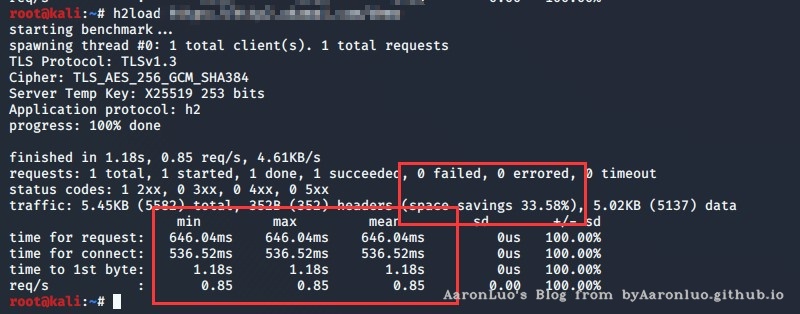 req/s 0.00 100.00%
root@kali:~# h2load
starting benchmark...
spawning thread #0: 1 total client(s). 1 total requests
TLS Protocol: TLSv1.3
Cipher: TLS_AES_256_GCM_SHA384
Server Temp Key: X25519 253 bits
Application protocol: h2
progress: 100% done
finished in 1.18s, 0.85 req/s, 4.61KB/s
requests: 1 total, 1 started, 1 done, 1 succeeded, 0 failed, 0 errored, 0 timeout
status codes: 1 2xx, 0 3xx, 0 4xx, 0 5xx
traffic: 5.45KB (5582) total, 352B (352) headers (space savings 33.58%), 5.02KB (5137) data
min max mean sd +/- sd
time for request: 646.04ms 646.04ms 646.04ms 0us 100.00%
time for connect: 536.52ms 536.52ms 536.52ms 0us 100.00%
time to 1st byte: 1.18s 1.18s 1.18s 0us 100.00%
req/s : 0.85 0.85 0.85 0.00 100.00%
root@kali:~#
AaronLuo's Blog from byAaronluo.github.io